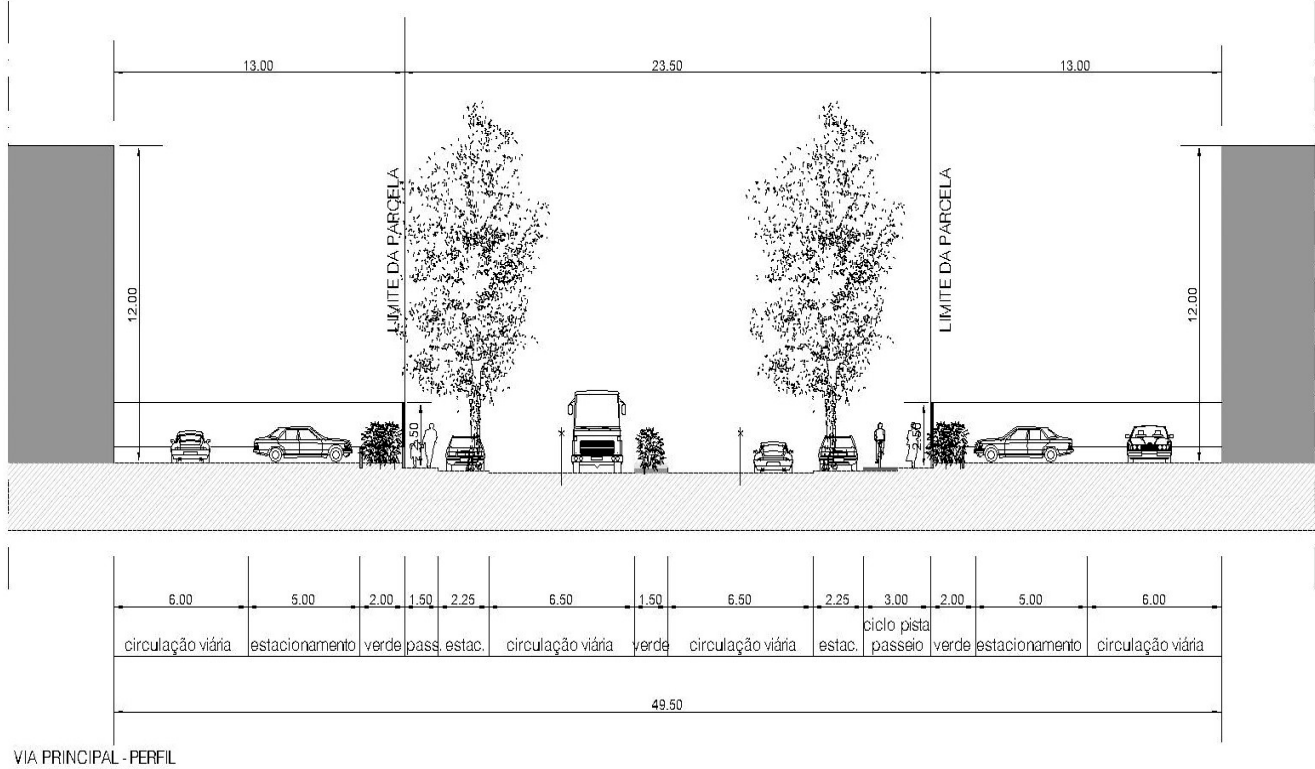 13.00 23.50 13.00
LIMITE DA PARCELA
LIMITE DA PARCELA
12.00
12.00
2.50
2.50
6.00 5.00 2.00 1.50 2.25 6.50 1.50 6.50 2.25 3.00 2.00 5.00 6.00
circulação viária estacionamento verde pass. estac. circulação viária verde circulação viária estac. ciclo pista passeio verde estacionamento circulação viária
49.50
VIA PRINCIPAL - PERFIL